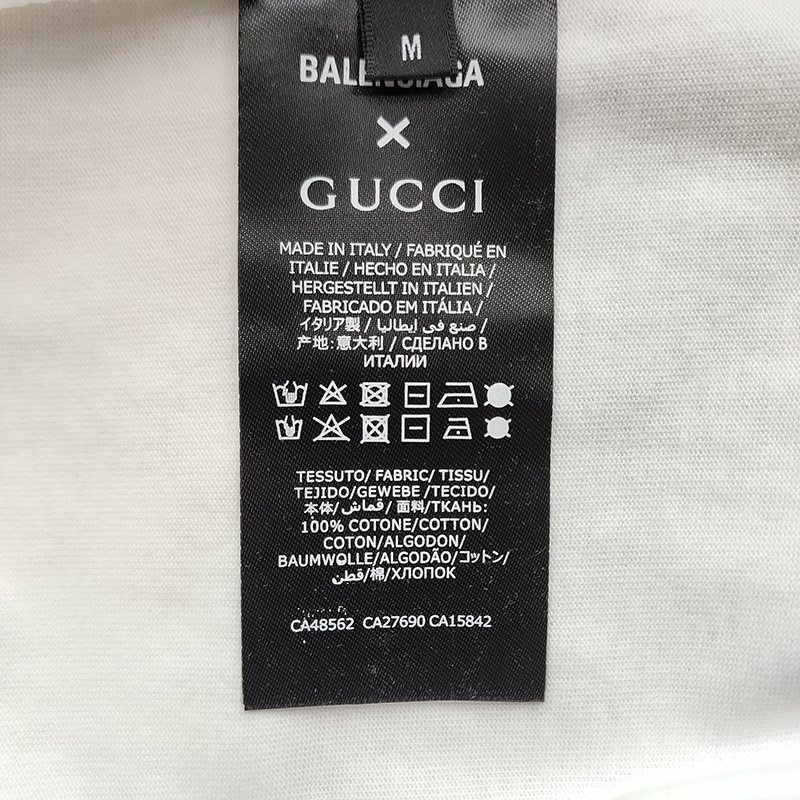 M
BALENCIAGA
×
GUCCI
MADE IN ITALY / FABRIQUÉ EN
ITALIE / HECHO EN ITALIA /
HERGESTELLT IN ITALIEN /
FABRICADO EM ITÁLIA /
イタリア製 / صنع في إيطاليا /
产地:意大利 / СДЕЛАНО В
ИТАЛИИ
TESSUTO/ FABRIC/ TISSU/
TEJIDO/GEWEBE /TECIDO/
本体/قماش/ 面料/ТКАНЬ:
100% COTONE/COTTON/
COTON/ALGODON/
BAUMWOLLE/ALGODÃO/コットン/
قطن/棉/ХЛОПОК
CA48562 CA27690 CA15842